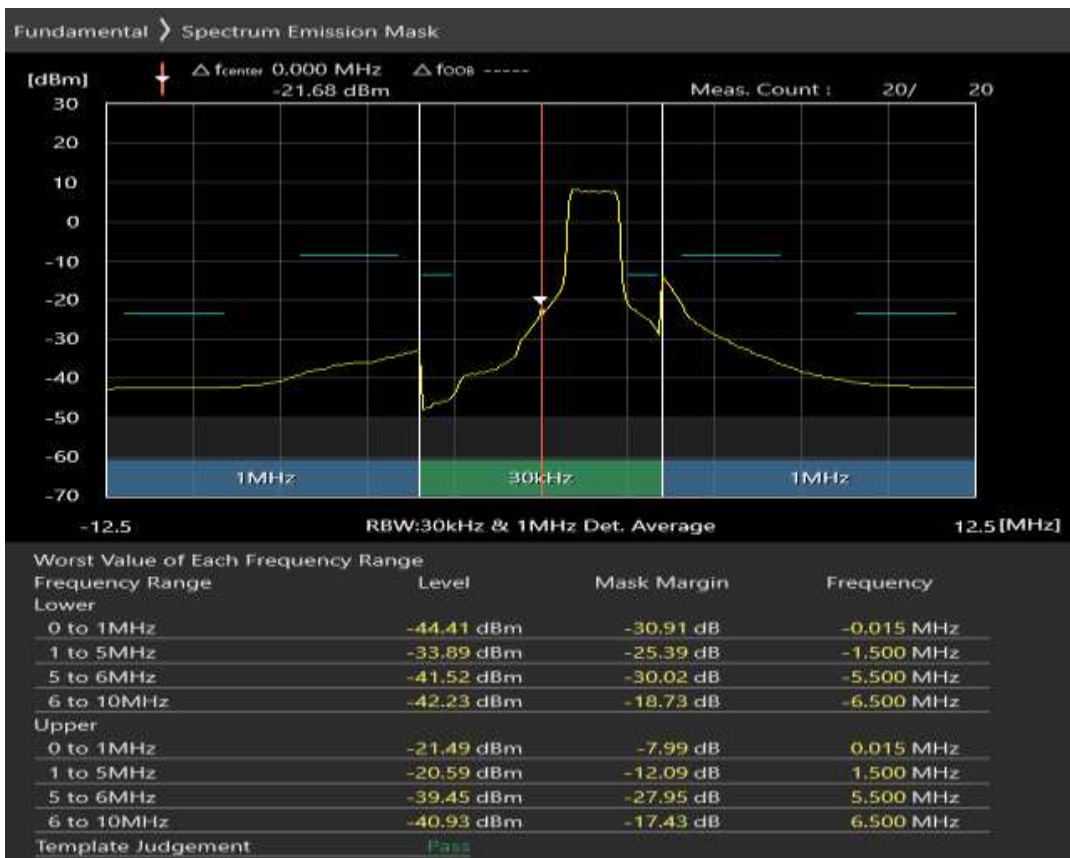 Fundamental ❯ Spectrum Emission Mask
[dBm] △ fcenter 0.000 MHz △ fOOB -----
-21.68 dBm Meas. Count : 20/ 20
30
20
10
0
-10
-20
-30
-40
-50
-60
1MHz 30kHz 1MHz
-70
-12.5 RBW:30kHz & 1MHz Det. Average 12.5 [MHz]
Worst Value of Each Frequency Range
Frequency Range Level Mask Margin Frequency
Lower
0 to 1MHz -44.41 dBm -30.91 dB -0.015 MHz
1 to 5MHz -33.89 dBm -25.39 dB -1.500 MHz
5 to 6MHz -41.52 dBm -30.02 dB -5.500 MHz
6 to 10MHz -42.23 dBm -18.73 dB -6.500 MHz
Upper
0 to 1MHz -21.49 dBm -7.99 dB 0.015 MHz
1 to 5MHz -20.59 dBm -12.09 dB 1.500 MHz
5 to 6MHz -39.45 dBm -27.95 dB 5.500 MHz
6 to 10MHz -40.93 dBm -17.43 dB 6.500 MHz
Template Judgement Pass